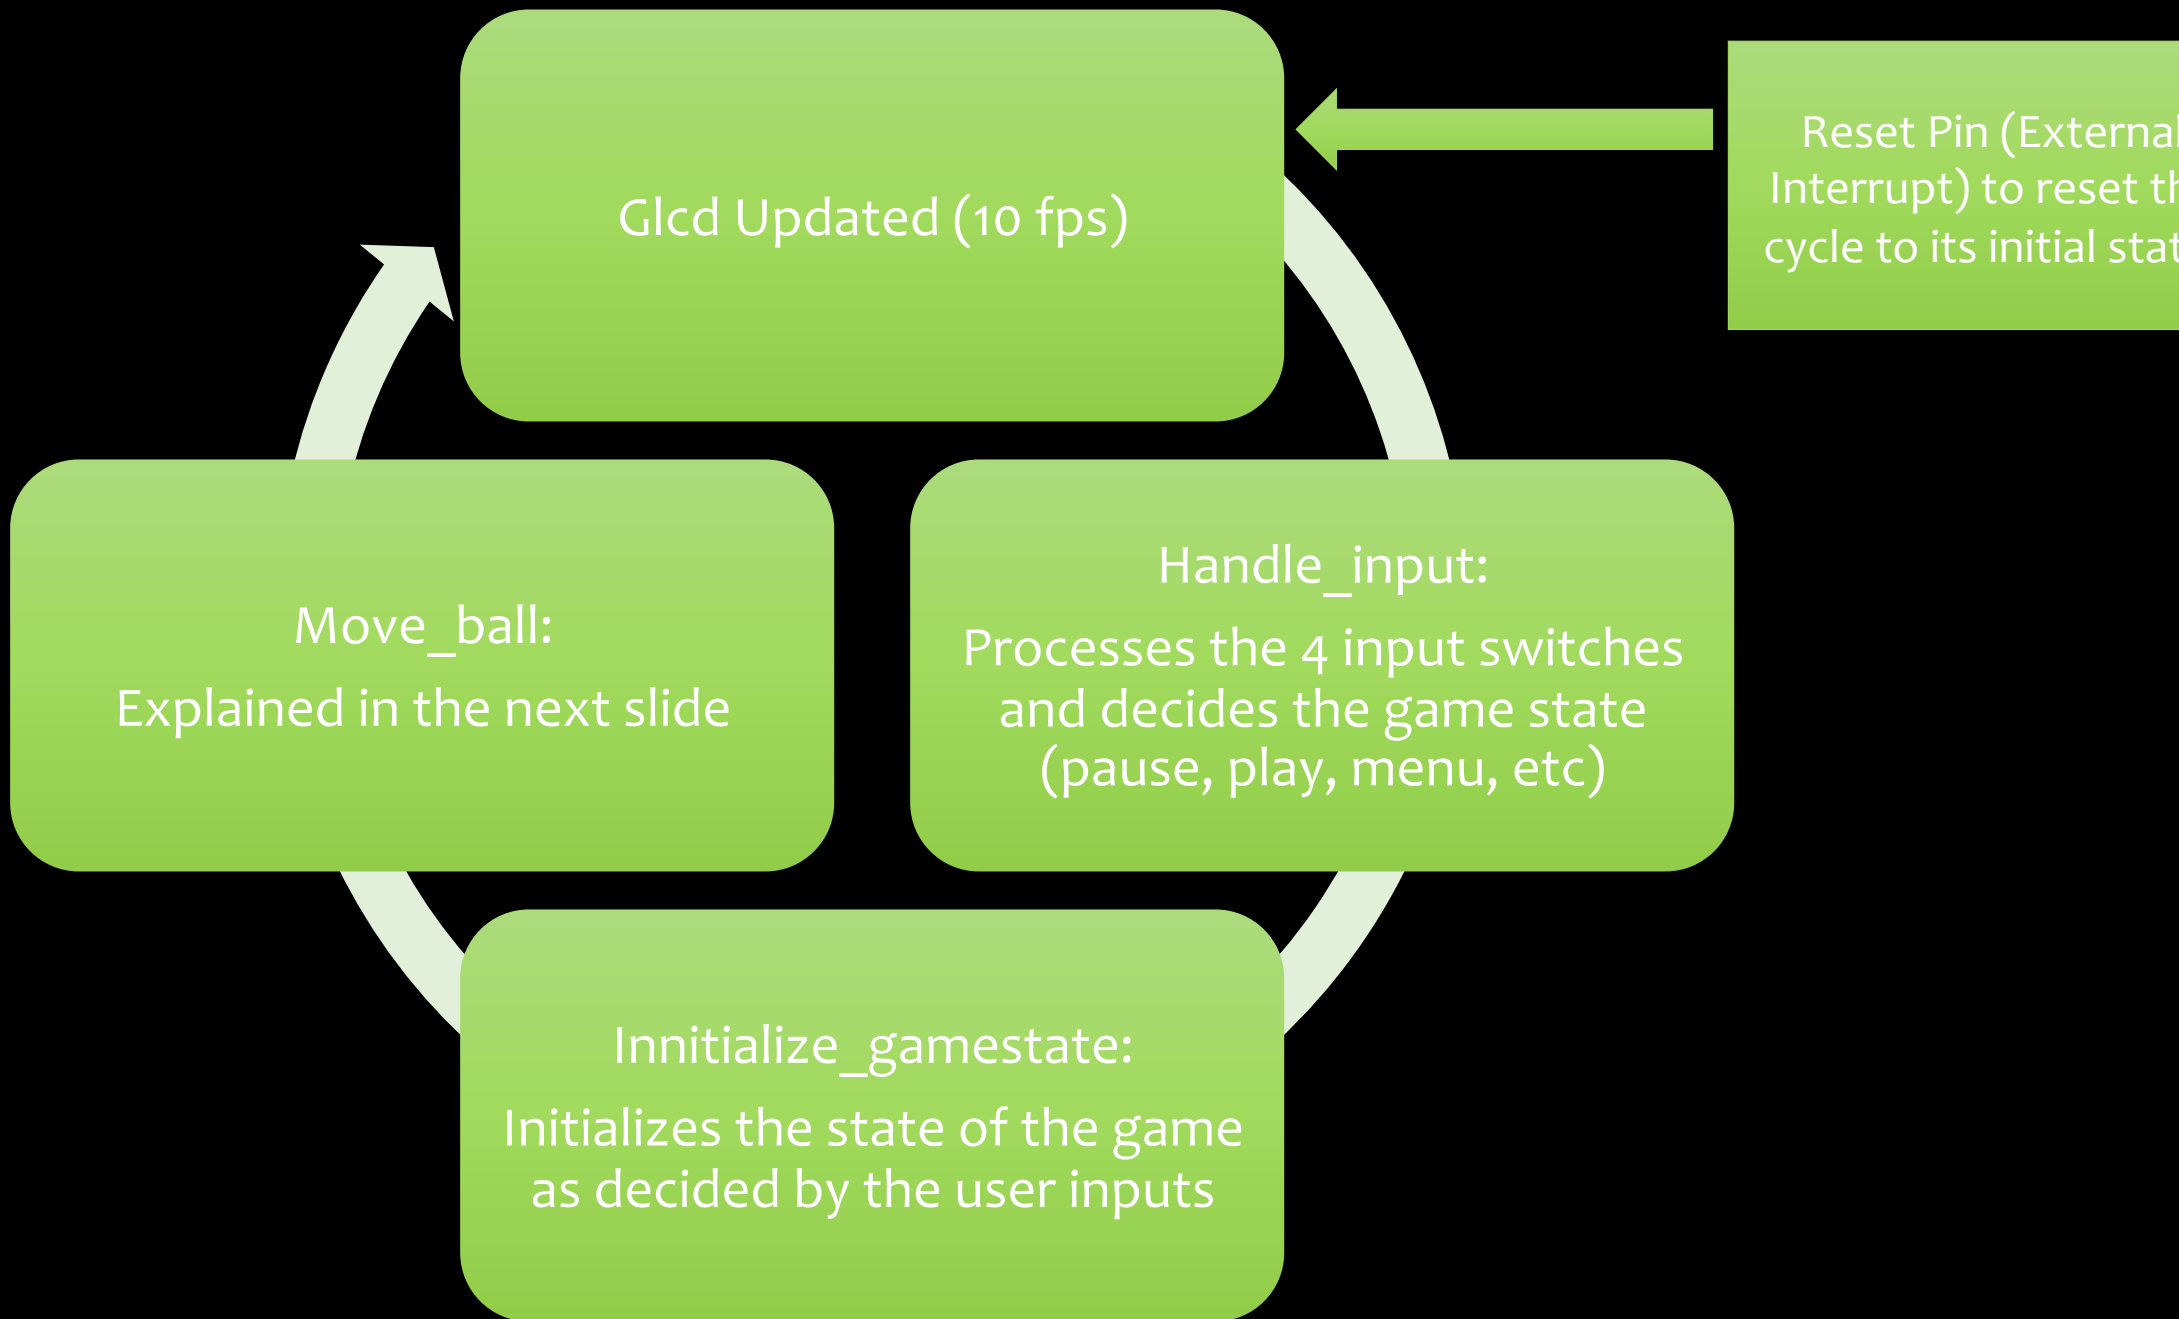 Glcd Updated (10 fps)
Reset Pin (External
Interrupt) to reset th
cycle to its initial stat
Handle_input:
Processes the 4 input switches
and decides the game state
(pause, play, menu, etc)
Innitialize_gamestate:
Initializes the state of the game
as decided by the user inputs
Move_ball:
Explained in the next slide